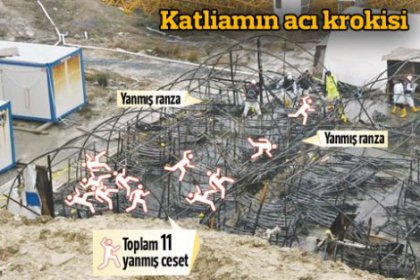 Katliamın acı krokisi
Yanmış ranza
Yanmış ranza
Toplam 11
yanmış ceset